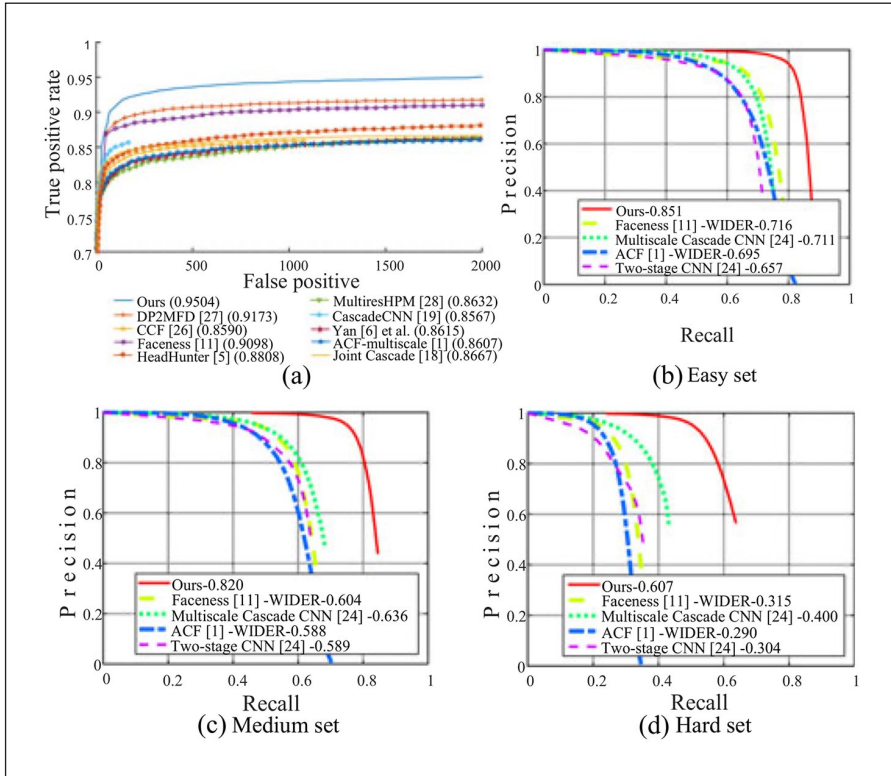 1
0.95
0.9
0.85
0.8
0.75
0.7
True positive rate
0 500 1000 1500 2000
False positive
Ours (0.9504)
DP2MFD [27] (0.9173)
CCF [26] (0.8590)
Faceness [11] (0.9098)
HeadHunter [5] (0.8808)
MultiresHPM [28] (0.8632)
CascadeCNN [19] (0.8567)
Yan [6] et al. (0.8615)
ACF-multiscale [1] (0.8607)
Joint Cascade [18] (0.8667)
(a)
1
0.8
0.6
0.4
0.2
0
Precision
Ours-0.851
Faceness [11] -WIDER-0.716
Multiscale Cascade CNN [24] -0.711
ACF [1] -WIDER-0.695
Two-stage CNN [24] -0.657
0 0.2 0.4 0.6 0.8 1
Recall
(b) Easy set
1
0.8
0.6
0.4
0.2
0
Precision
Ours-0.820
Faceness [11] -WIDER-0.604
Multiscale Cascade CNN [24] -0.636
ACF [1] -WIDER-0.588
Two-stage CNN [24] -0.589
0 0.2 0.4 0.6 0.8 1
Recall
(c) Medium set
1
0.8
0.6
0.4
0.2
0
Precision
Ours-0.607
Faceness [11] -WIDER-0.315
Multiscale Cascade CNN [24] -0.400
ACF [1] -WIDER-0.290
Two-stage CNN [24] -0.304
0 0.2 0.4 0.6 0.8 1
Recall
(d) Hard set